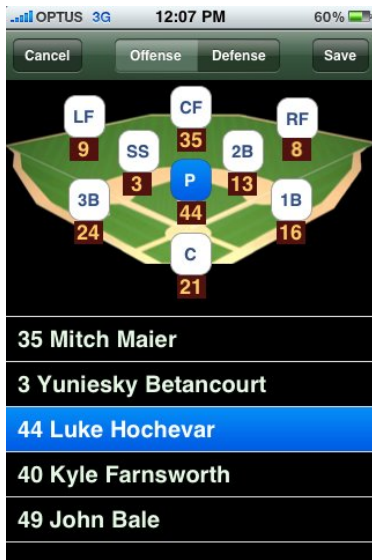 OPTUS 3G 12:07 PM 60%
Cancel Offense Defense Save
CF
35
LF
9
RF
8
SS
3
2B
13
P
44
3B
24
1B
16
C
21
35 Mitch Maier
3 Yuniesky Betancourt
44 Luke Hochevar
40 Kyle Farnsworth
49 John Bale